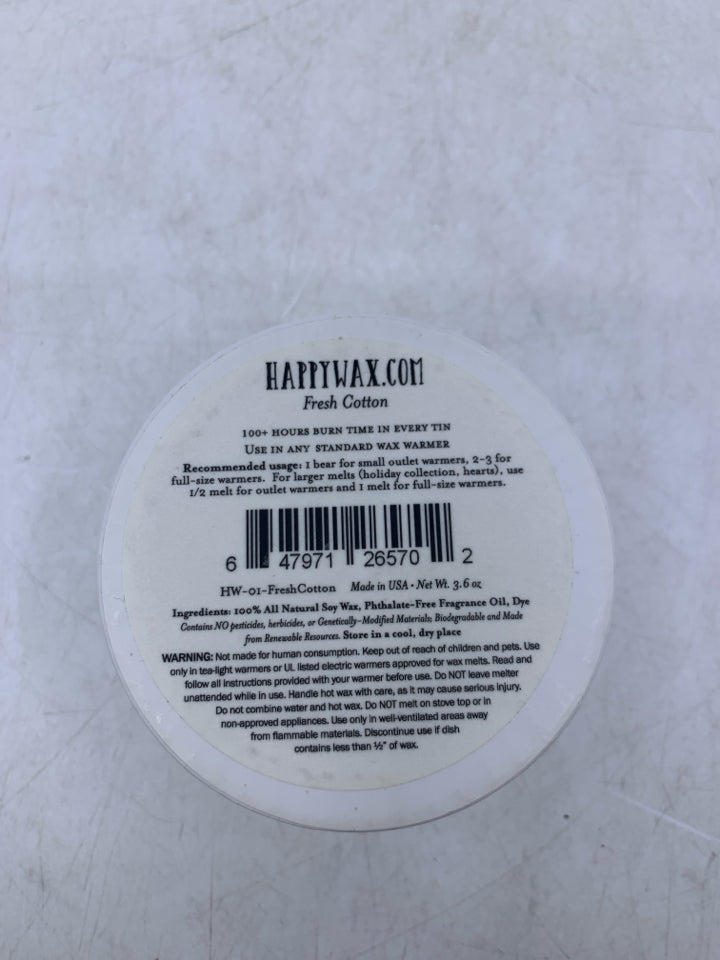 HAPPYWAX.COM
Fresh Cotton
100+ HOURS BURN TIME IN EVERY TIN
USE IN ANY STANDARD WAX WARMER
Recommended usage: 1 bear for small outlet warmers, 2-3 for
full-size warmers. For larger melts (holiday collection, hearts), use
1/2 melt for outlet warmers and 1 melt for full-size warmers.
6 47971 26570 2
HW-01-FreshCotton Made in USA • Net Wt. 3.6 oz
Ingredients: 100% All Natural Soy Wax, Phthalate-Free Fragrance Oil, Dye
Contains NO pesticides, herbicides, or Genetically-Modified Materials; Biodegradable and Made
from Renewable Resources. Store in a cool, dry place
WARNING: Not made for human consumption. Keep out of reach of children and pets. Use
only in tea-light warmers or UL listed electric warmers approved for wax melts. Read and
follow all instructions provided with your warmer before use. Do NOT leave melter
unattended while in use. Handle hot wax with care, as it may cause serious injury.
Do not combine water and hot wax. Do NOT melt on stove top or in
non-approved appliances. Use only in well-ventilated areas away
from flammable materials. Discontinue use if dish
contains less than ½" of wax.